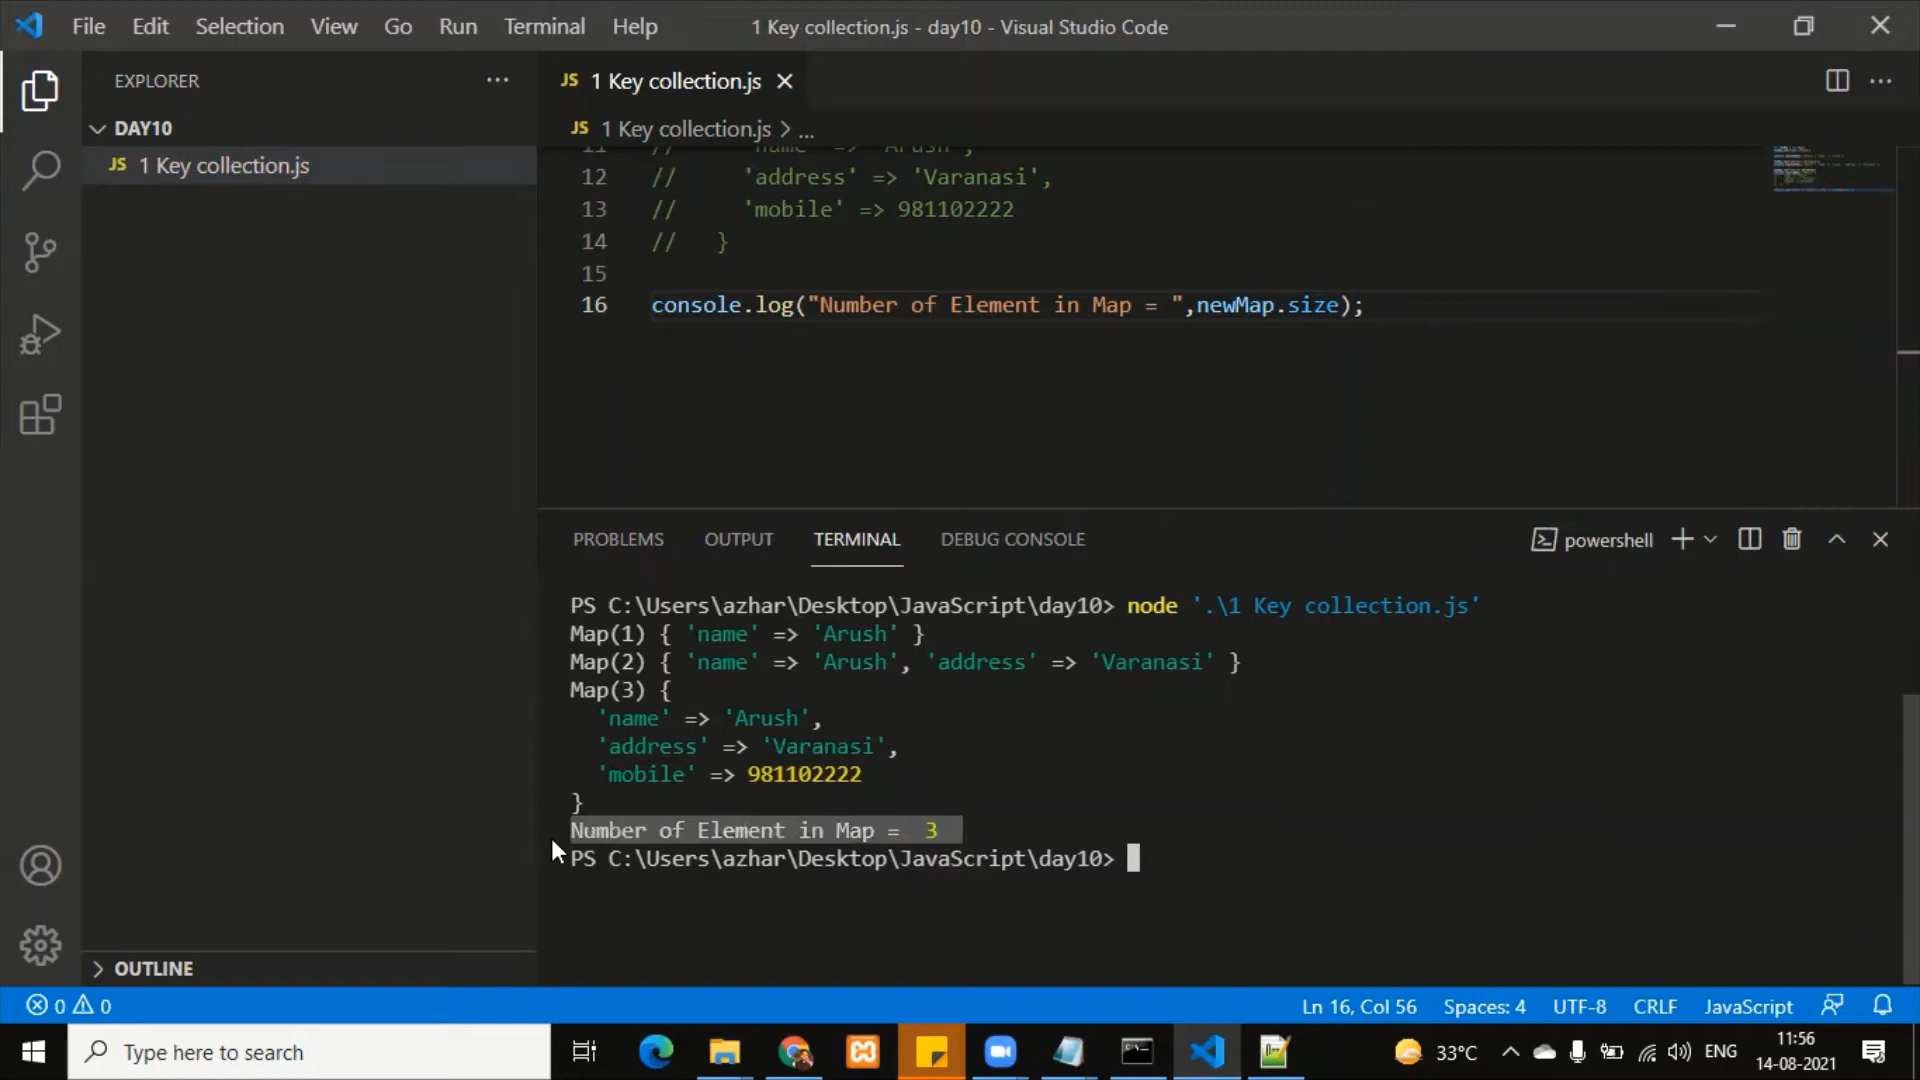 File Edit Selection View Go Run Terminal Help
1 Key collection.js - day10 - Visual Studio Code
EXPLORER
DAY10
JS 1 Key collection.js
OUTLINE
JS 1 Key collection.js
JS 1 Key collection.js > ...
11 // 'name' => 'Arush',
12 // 'address' => 'Varanasi',
13 // 'mobile' => 981102222
14 // }
15
16 console.log("Number of Element in Map = ",newMap.size);
PROBLEMS OUTPUT TERMINAL DEBUG CONSOLE
powershell
PS C:\Users\azhar\Desktop\JavaScript\day10> node '.\1 Key collection.js'
Map(1) { 'name' => 'Arush' }
Map(2) { 'name' => 'Arush', 'address' => 'Varanasi' }
Map(3) {
'name' => 'Arush',
'address' => 'Varanasi',
'mobile' => 981102222
}
Number of Element in Map =  3
PS C:\Users\azhar\Desktop\JavaScript\day10>
0 0
Ln 16, Col 56 Spaces: 4 UTF-8 CRLF JavaScript
Type here to search
33°C
ENG
11:56
14-08-2021